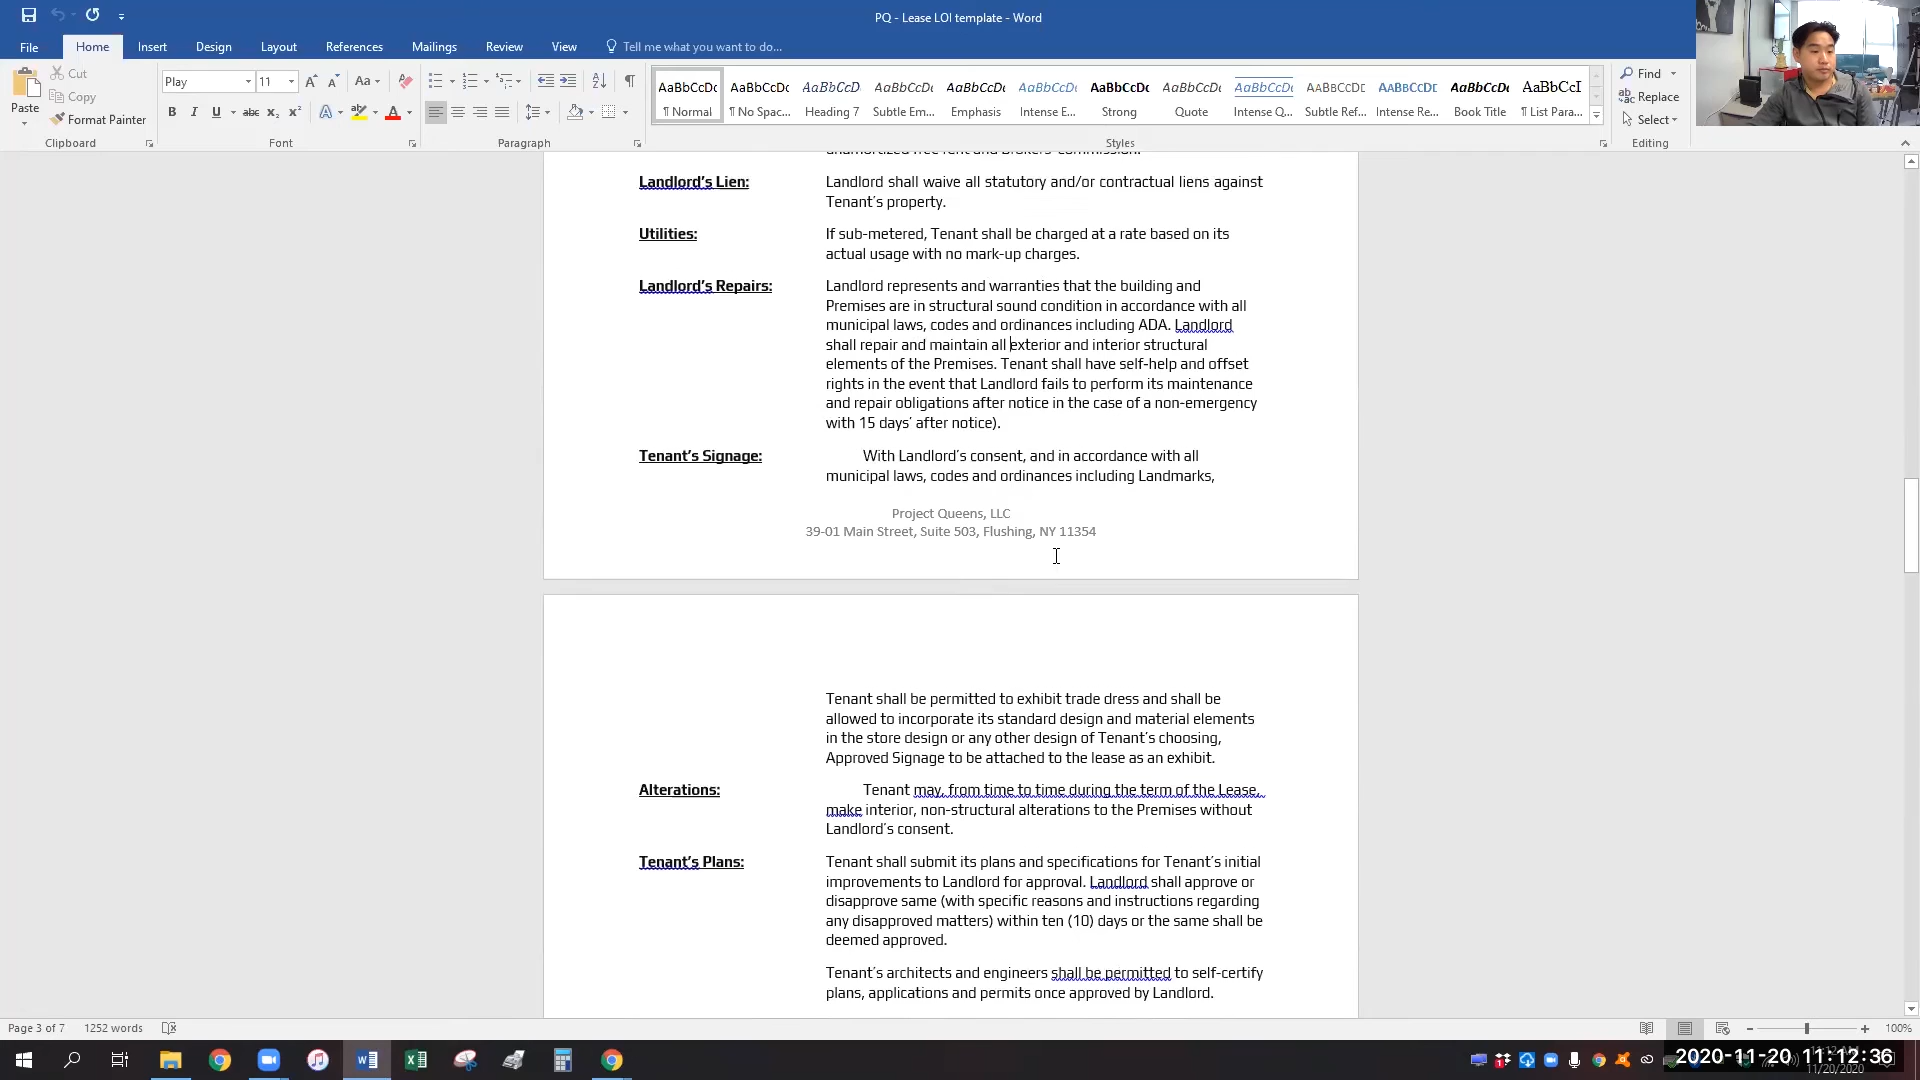 PQ - Lease LOI template - Word
File Home Insert Design Layout References Mailings Review View Tell me what you want to do...
Paste
Cut
Copy
Format Painter
Clipboard
Play 11
Font
Paragraph
AaBbCcDc AaBbCcDc AaBbCcD AaBbCcDc AaBbCcDc AaBbCcDc AaBbCcDc AaBbCcDc AaBbCcDc AaBbCcDc AaBbCcDc AaBbCcDc AaBbCcI
¶ Normal ¶ No Spac... Heading 7 Subtle Em... Emphasis Intense E... Strong Quote Intense Q... Subtle Ref... Intense Re... Book Title ¶ List Para...
Styles
Find
Replace
Select
Editing
unamortized free rent and brokers' commission.
Landlord's Lien: Landlord shall waive all statutory and/or contractual liens against
Tenant's property.
Utilities: If sub-metered, Tenant shall be charged at a rate based on its
actual usage with no mark-up charges.
Landlord's Repairs: Landlord represents and warranties that the building and
Premises are in structural sound condition in accordance with all
municipal laws, codes and ordinances including ADA. Landlord
shall repair and maintain all exterior and interior structural
elements of the Premises. Tenant shall have self-help and offset
rights in the event that Landlord fails to perform its maintenance
and repair obligations after notice in the case of a non-emergency
with 15 days' after notice).
Tenant's Signage: With Landlord's consent, and in accordance with all
municipal laws, codes and ordinances including Landmarks,
Project Queens, LLC
39-01 Main Street, Suite 503, Flushing, NY 11354
Tenant shall be permitted to exhibit trade dress and shall be
allowed to incorporate its standard design and material elements
in the store design or any other design of Tenant's choosing,
Approved Signage to be attached to the lease as an exhibit.
Alterations: Tenant may, from time to time during the term of the Lease,
make interior, non-structural alterations to the Premises without
Landlord's consent.
Tenant's Plans: Tenant shall submit its plans and specifications for Tenant's initial
improvements to Landlord for approval. Landlord shall approve or
disapprove same (with specific reasons and instructions regarding
any disapproved matters) within ten (10) days or the same shall be
deemed approved.
Tenant's architects and engineers shall be permitted to self-certify
plans, applications and permits once approved by Landlord.
Page 3 of 7 1252 words
100%
2020-11-20 11:12:36
11/20/2020